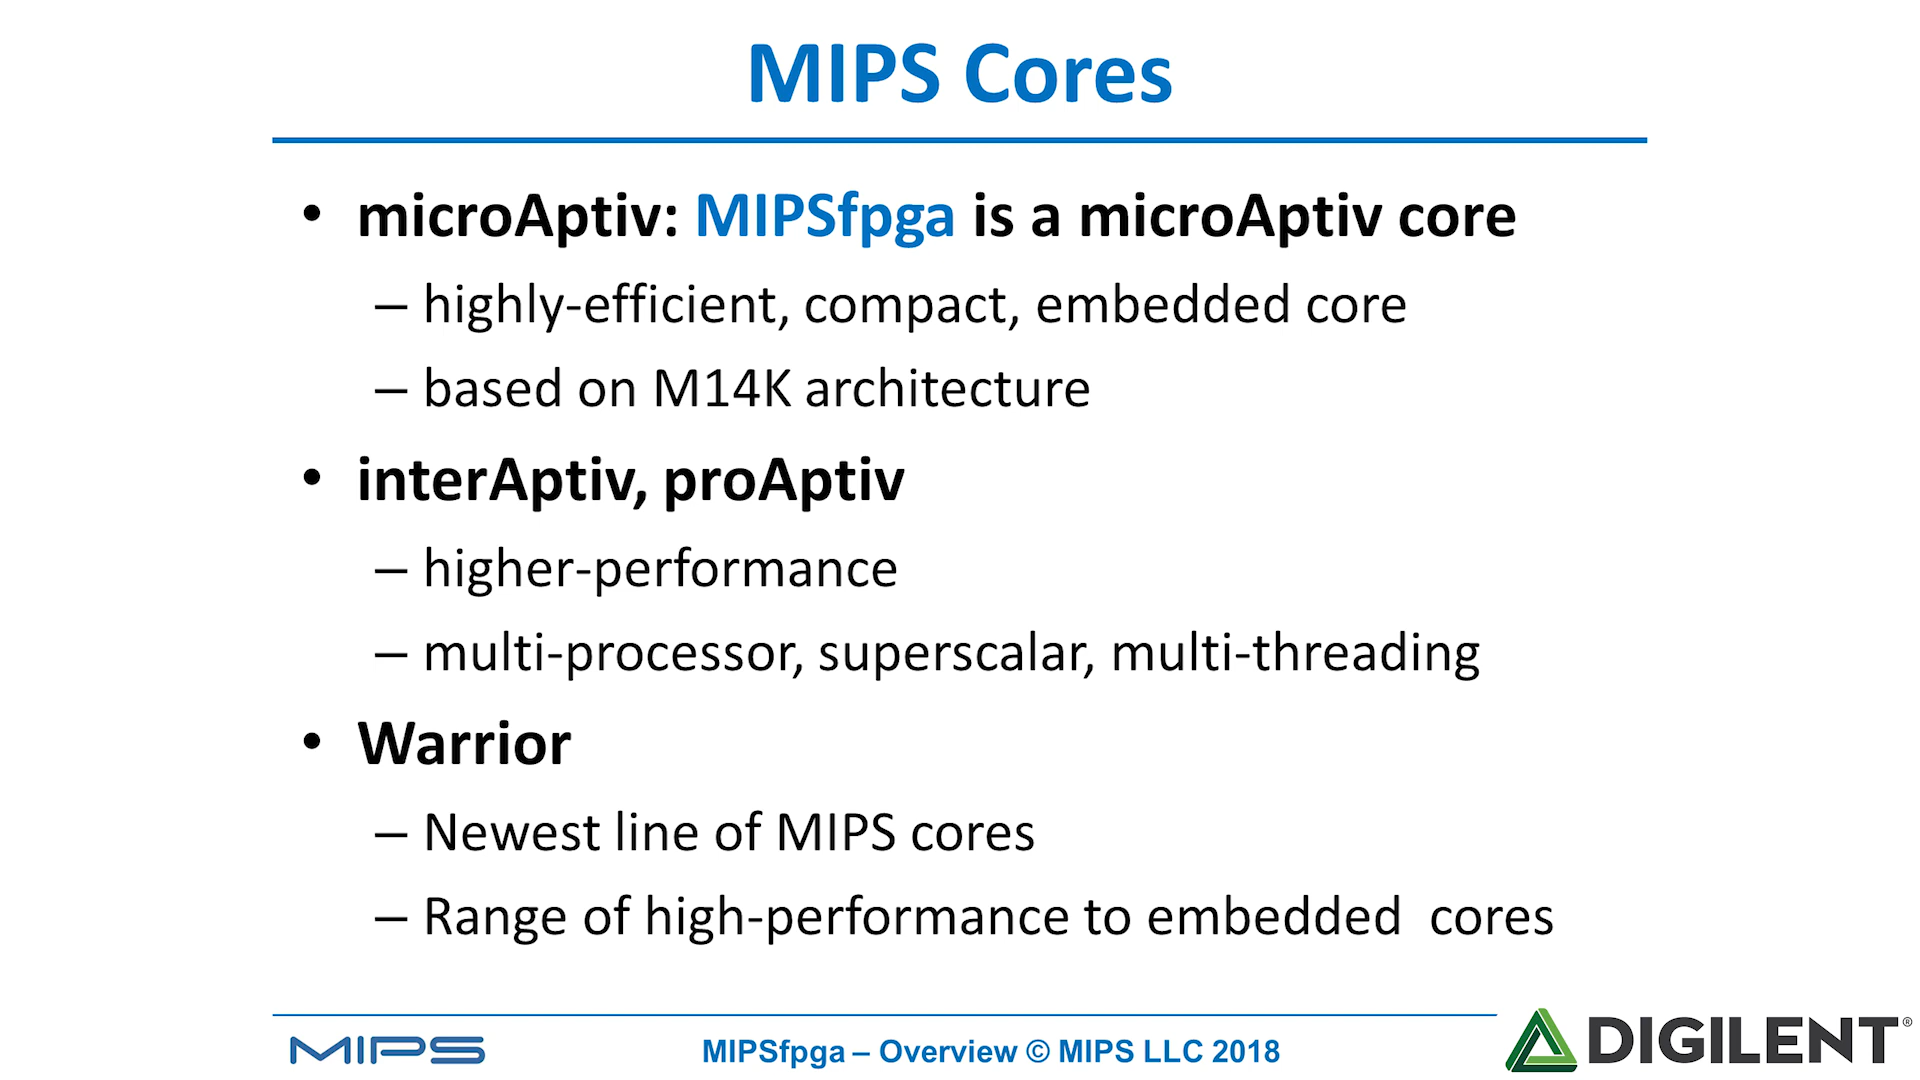 MIPS Cores
• microAptiv: MIPSfpga is a microAptiv core
– highly-efficient, compact, embedded core
– based on M14K architecture
• interAptiv, proAptiv
– higher-performance
– multi-processor, superscalar, multi-threading
• Warrior
– Newest line of MIPS cores
– Range of high-performance to embedded  cores
MIPS
MIPSfpga – Overview © MIPS LLC 2018
DIGILENT®